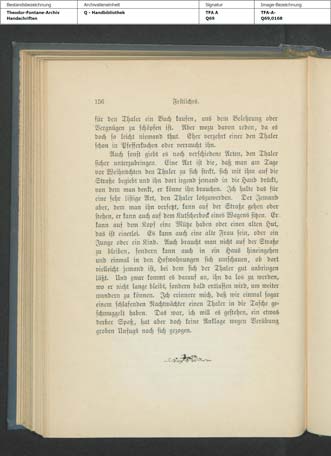 Bestandsbezeichnung
Archivalieneinheit
Signatur
Image-Bezeichnung
Theodor-Fontane-Archiv
Handschriften
Q - Handbibliothek
TFA A
Q69
TFA-A-
Q69,0168
156
Festliches.
für den Thaler ein Buch kaufen, aus dem Belehrung oder
Vergnügen zu schöpfen ist. Aber wozu davon reden, da es
doch so leicht niemand thut. Eher verzehrt einer den Thaler
schon in Pfefferkuchen oder verraucht ihn.
Auch sonst giebt es noch verschiedene Arten, den Thaler
sicher unterzubringen. Eine Art ist die, daß man am Tage
vor Weihnachten den Thaler zu sich steckt, sich mit ihm auf die
Straße begiebt und ihn dort irgend jemand in die Hand drückt,
von dem man denkt, er könne ihn brauchen. Ich halte das für
eine sehr listige Art, den Thaler loszuwerden. Der Jemand
aber, dem man ihn versetzt, kann auf der Straße gehen oder
stehen, er kann auch auf dem Kutscherbock eines Wagens sitzen. Er
kann auf dem Kopf eine Mütze haben oder einen alten Hut,
das ist einerlei. Es kann auch eine alte Frau sein, oder ein
Junge oder ein Kind. Auch braucht man nicht auf der Straße
zu bleiben, sondern kann auch in ein Haus hineingehen
und einmal in den Hofwohnungen sich umschauen, ob dort
vielleicht jemand ist, bei dem sich der Thaler gut anbringen
läßt. Und zwar kommt es darauf an, ihn da los zu werden,
wo er nicht lange bleibt, sondern bald entlassen wird, um weiter
wandern zu können. Ich erinnere mich, daß wir einmal sogar
einem schlafenden Nachtwächter einen Thaler in die Tasche ge-
schmuggelt haben. Das war, ich will es gestehen, ein etwas
derber Spaß, hat aber doch keine Anklage wegen Verübung
groben Unfugs nach sich gezogen.